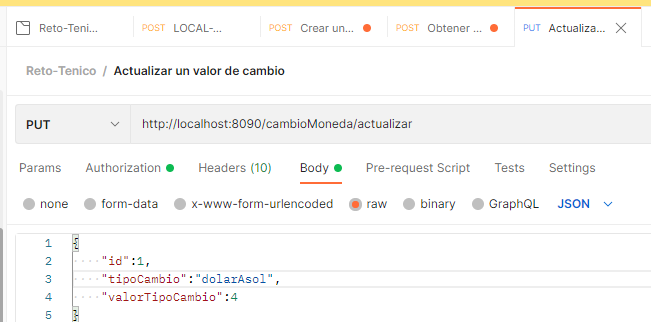 Reto-Teni... POST LOCAL-... POST Crear un... POST Obtener ... PUT Actualiza...
Reto-Tenico / Actualizar un valor de cambio
PUT http://localhost:8090/cambioMoneda/actualizar
Params Authorization Headers (10) Body Pre-request Script Tests Settings
none form-data x-www-form-urlencoded raw binary GraphQL JSON
1 {
2 ····"id":1,
3 ····"tipoCambio":"dolarAsol",
4 ····"valorTipoCambio":4
5 }